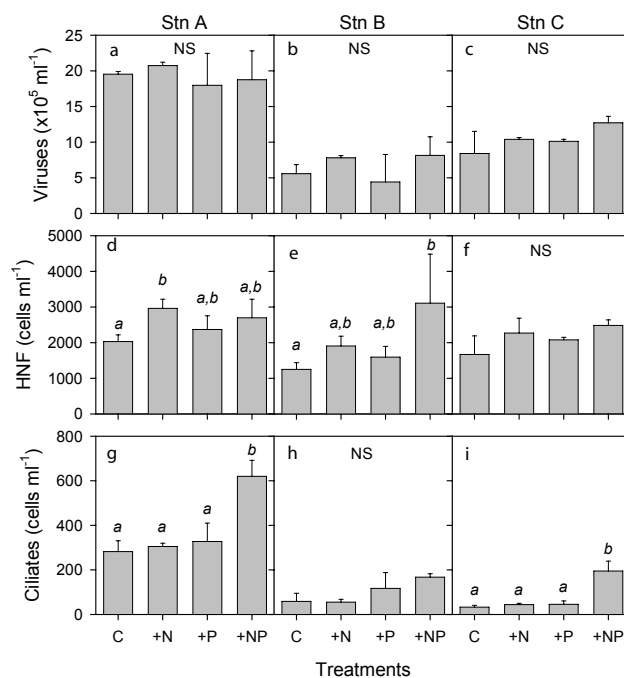 Stn A Stn B Stn C
Viruses (x10⁵ ml⁻¹)
25
20
15
10
5
0
a NS
b NS
c NS
HNF (cells ml⁻¹)
5000
4000
3000
2000
1000
0
d
a b a,b a,b
e
a a,b a,b b
f NS
Ciliates (cells ml⁻¹)
800
600
400
200
0
g
a a a b
h NS
i
a a a b
C +N +P +NP C +N +P +NP C +N +P +NP
Treatments